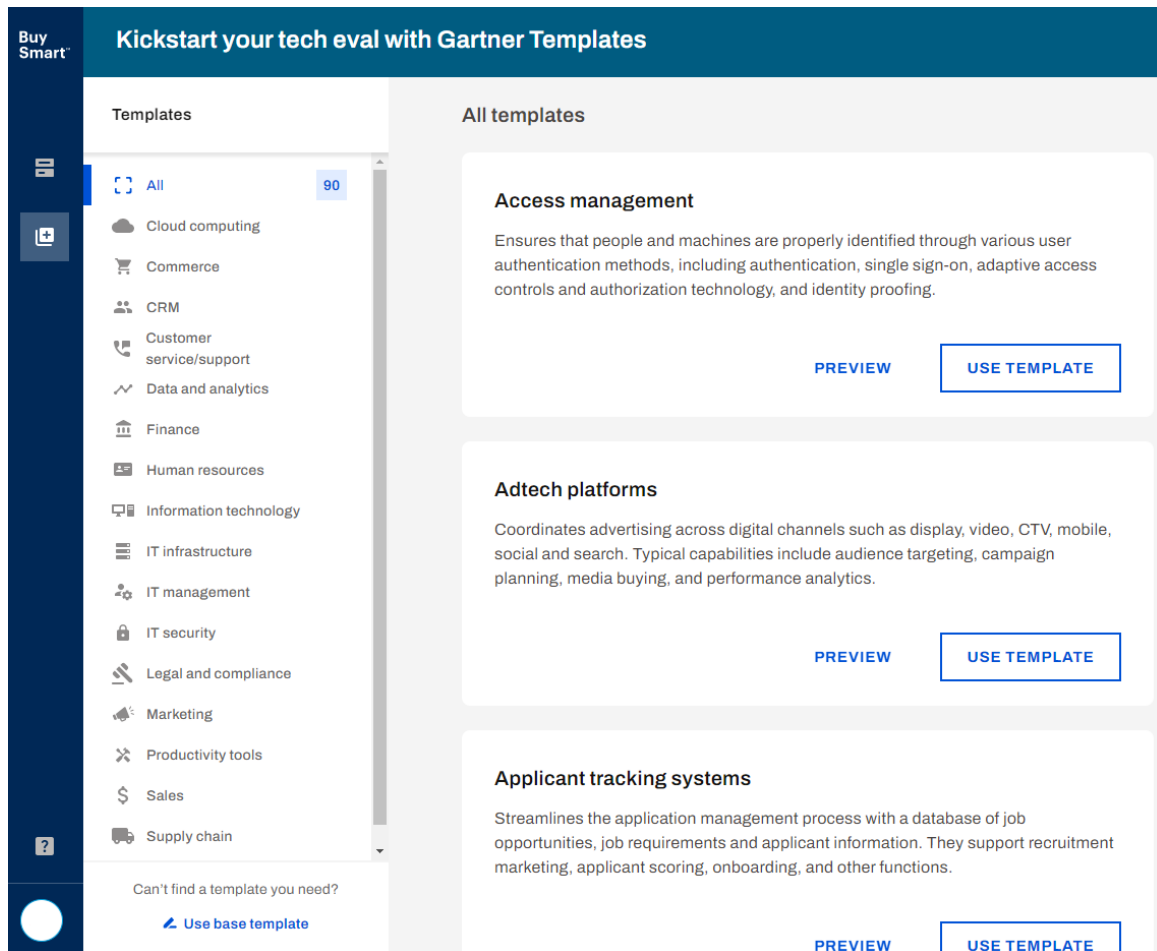 Buy
Smart™
Kickstart your tech eval with Gartner Templates
Templates
All
90
Cloud computing
Commerce
CRM
Customer
service/support
Data and analytics
Finance
Human resources
Information technology
IT infrastructure
IT management
IT security
Legal and compliance
Marketing
Productivity tools
Sales
Supply chain
Can't find a template you need?
Use base template
?
All templates
Access management
Ensures that people and machines are properly identified through various user
authentication methods, including authentication, single sign-on, adaptive access
controls and authorization technology, and identity proofing.
PREVIEW
USE TEMPLATE
Adtech platforms
Coordinates advertising across digital channels such as display, video, CTV, mobile,
social and search. Typical capabilities include audience targeting, campaign
planning, media buying, and performance analytics.
PREVIEW
USE TEMPLATE
Applicant tracking systems
Streamlines the application management process with a database of job
opportunities, job requirements and applicant information. They support recruitment
marketing, applicant scoring, onboarding, and other functions.
PREVIEW
USE TEMPLATE